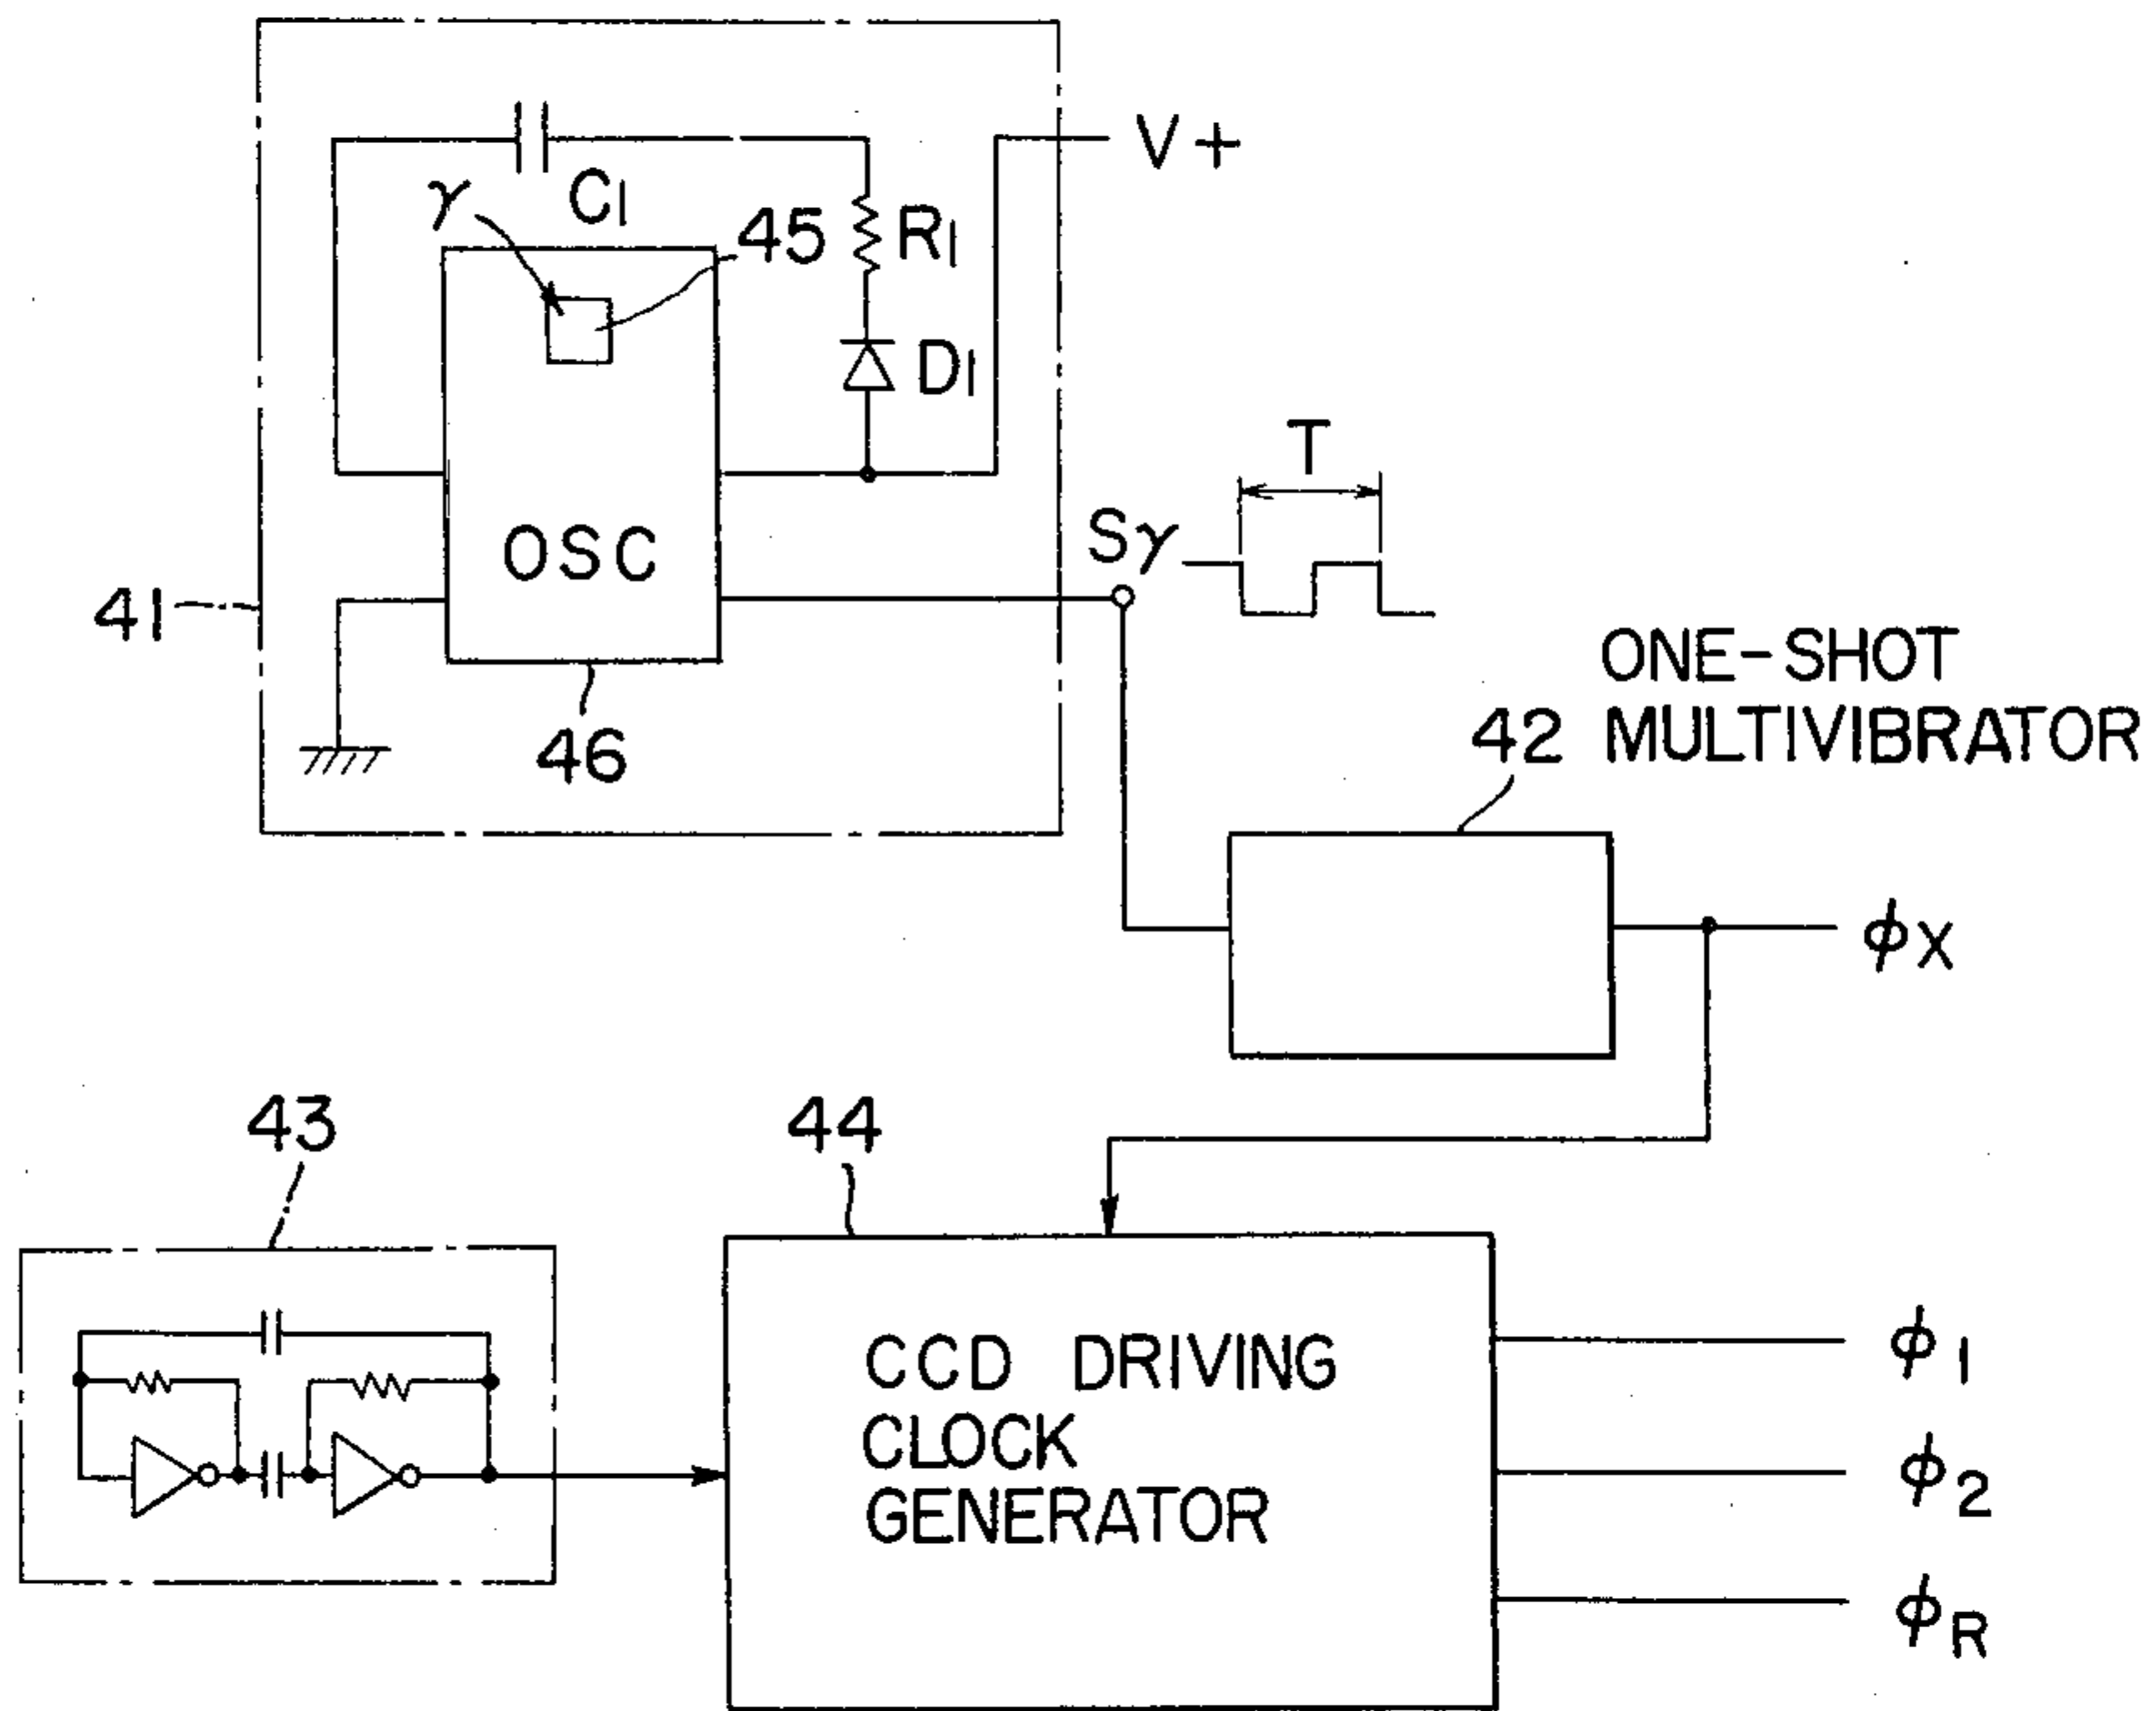 V+
C1
γ
45
R1
D1
T
OSC
Sγ
41
46
ONE-SHOT
MULTIVIBRATOR
42
φX
43
44
CCD DRIVING
CLOCK
GENERATOR
φ1
φ2
φR